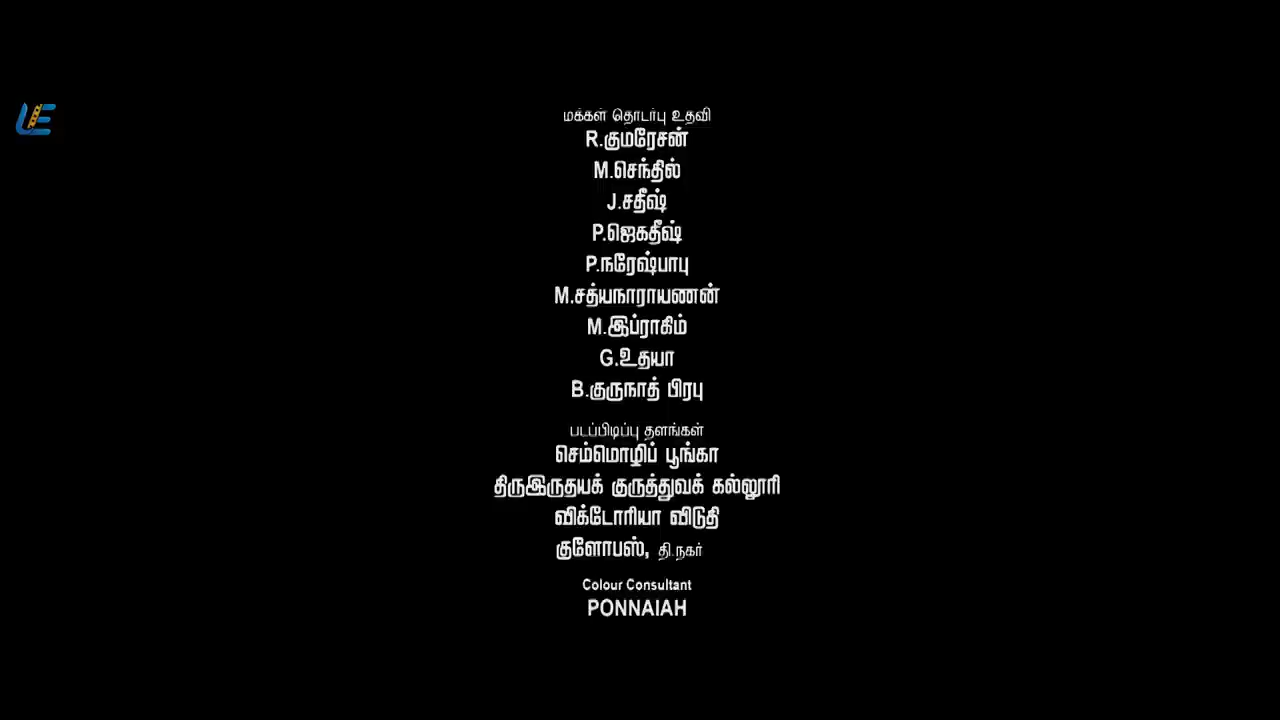 UE
மக்கள் தொடர்பு உதவி
R.குமரேசன்
M.செந்தில்
J.சதீஷ்
P.ஜெகதீஷ்
P.நரேஷ்பாபு
M.சத்யநாராயணன்
M.இப்ராகிம்
G.உதயா
B.குருநாத் பிரபு
படப்பிடிப்பு தளங்கள்
செம்மொழிப் பூங்கா
திருஇருதயக் குருத்துவக் கல்லூரி
விக்டோரியா விடுதி
குளோபஸ், தி.நகர்
Colour Consultant
PONNAIAH